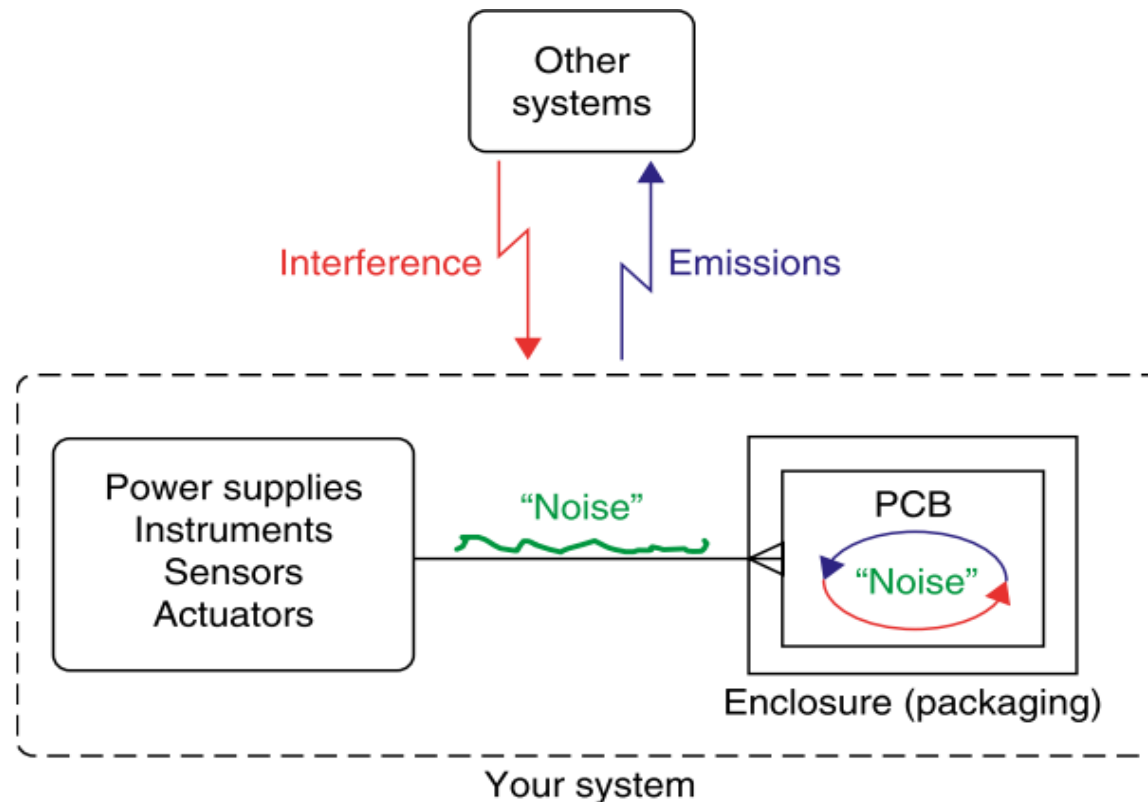 Other
systems
Interference
Emissions
Power supplies
Instruments
Sensors
Actuators
“Noise”
PCB
“Noise”
Enclosure (packaging)
Your system